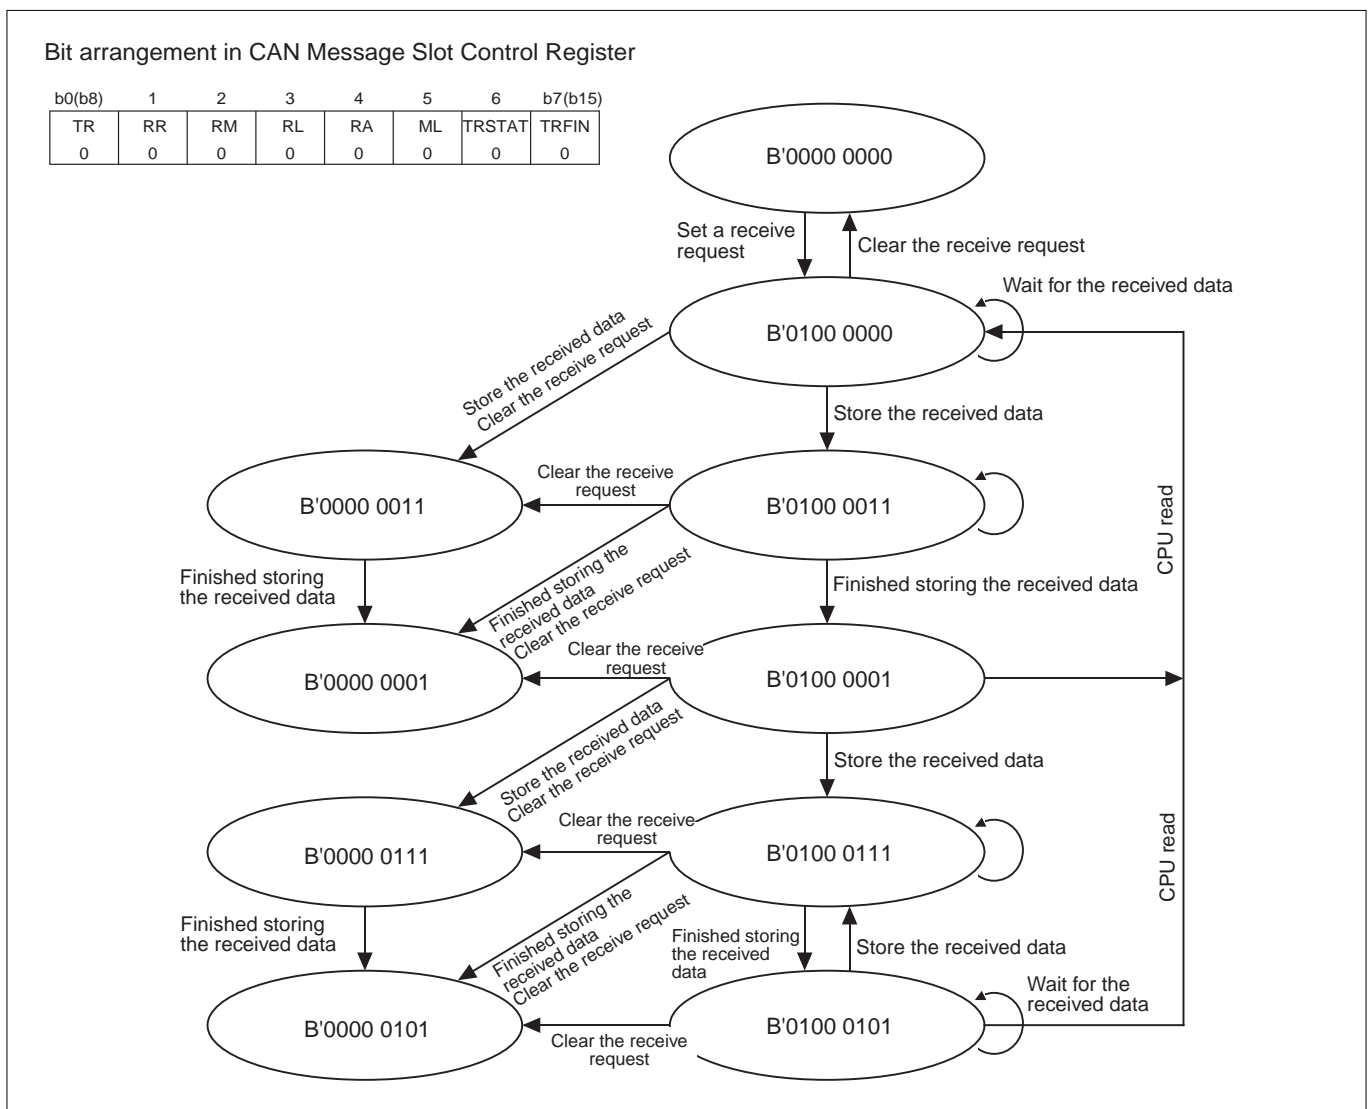 Bit arrangement in CAN Message Slot Control Register
b0(b8) 1 2 3 4 5 6 b7(b15)
TR RR RM RL RA ML TRSTAT TRFIN
0 0 0 0 0 0 0 0
B'0000 0000
Set a receive
request
Clear the receive request
Wait for the received data
B'0100 0000
Store the received data
Clear the receive request
Store the received data
Clear the receive
request
B'0000 0011
B'0100 0011
CPU read
Finished storing
the received data
Finished storing the
received data
Clear the receive request
Finished storing the received data
Clear the receive
request
B'0000 0001
B'0100 0001
Store the received data
Clear the receive request
Store the received data
Clear the receive
request
B'0000 0111
B'0100 0111
CPU read
Finished storing
the received data
Finished storing the
received data
Clear the receive request
Finished storing
the received
data
Store the received data
Wait for the
received data
B'0000 0101
B'0100 0101
Clear the receive
request